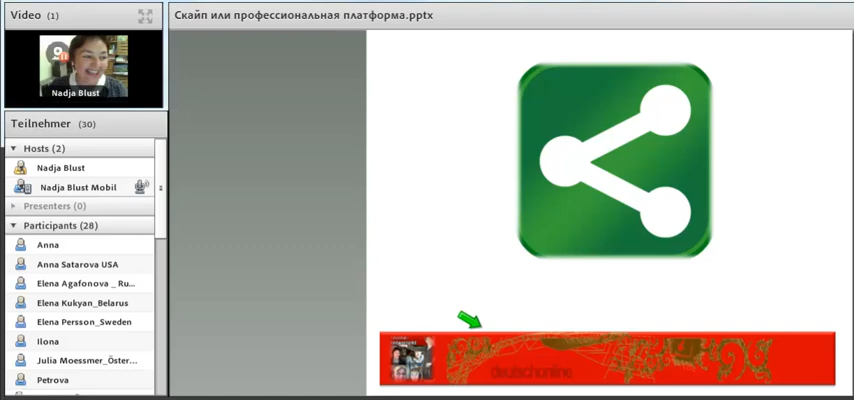 Video (1)
Скайп или профессиональная платформа.pptx
Nadja Blust
Teilnehmer (30)
Hosts (2)
Nadja Blust
Nadja Blust Mobil
Presenters (0)
Participants (28)
Anna
Anna Satarova USA
Elena Agafonova _ Ru...
Elena Kukyan_Belarus
Elena Persson_Sweden
Ilona
Julia Moessmer_Öster...
Petrova
deutschonline